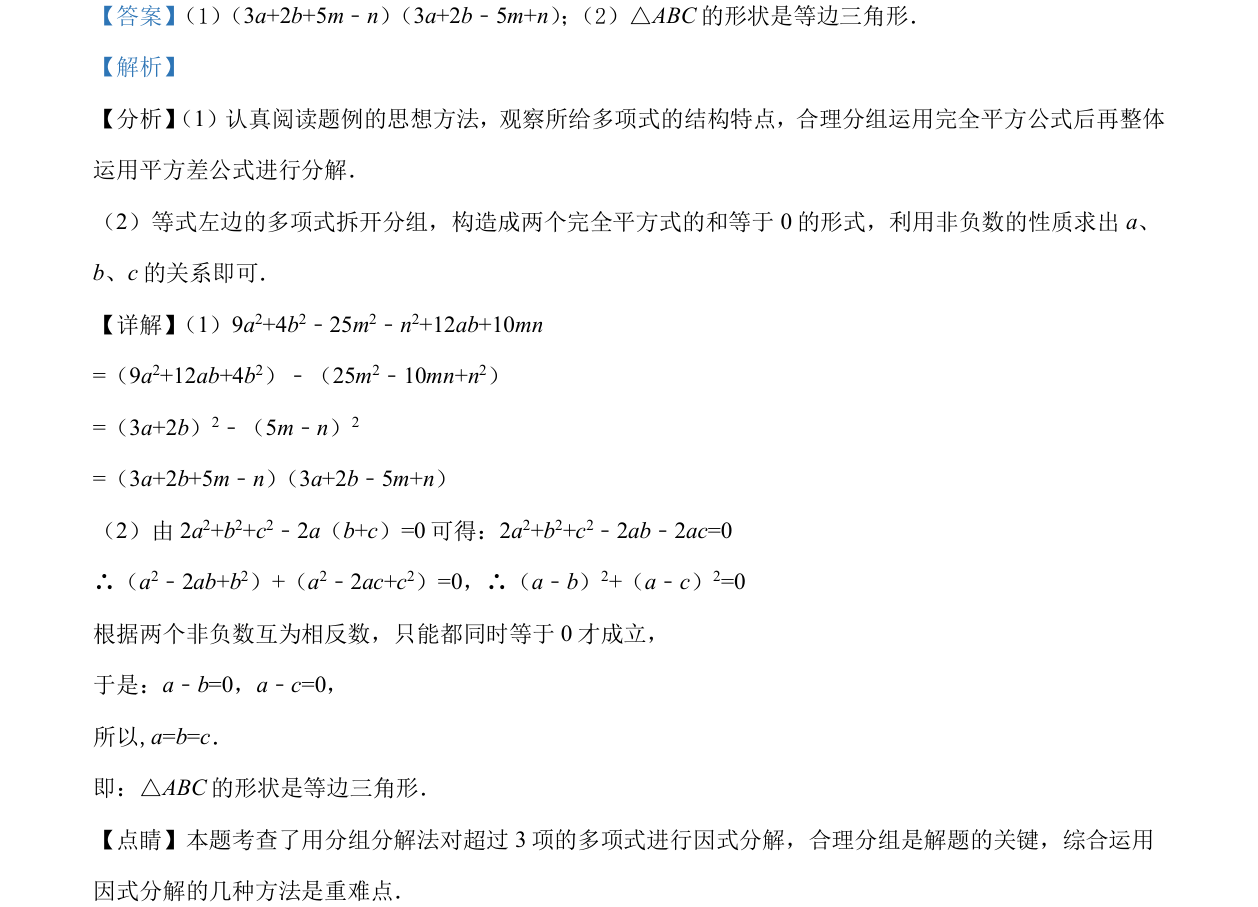 【答案】（1）（3a+2b+5m﹣n）（3a+2b﹣5m+n）；（2）△ABC的形状是等边三角形．
【解析】
【分析】（1）认真阅读题例的思想方法，观察所给多项式的结构特点，合理分组运用完全平方公式后再整体
运用平方差公式进行分解．
（2）等式左边的多项式拆开分组，构造成两个完全平方式的和等于 0 的形式，利用非负数的性质求出 a、
b、c 的关系即可．
【详解】（1）9a²+4b²﹣25m²﹣n²+12ab+10mn
=（9a²+12ab+4b²）﹣（25m²﹣10mn+n²）
=（3a+2b）²﹣（5m﹣n）²
=（3a+2b+5m﹣n）（3a+2b﹣5m+n）
（2）由 2a²+b²+c²﹣2a（b+c）=0 可得：2a²+b²+c²﹣2ab﹣2ac=0
∴（a²﹣2ab+b²）+（a²﹣2ac+c²）=0，∴（a﹣b）²+（a﹣c）²=0
根据两个非负数互为相反数，只能都同时等于 0 才成立，
于是：a﹣b=0，a﹣c=0，
所以, a=b=c．
即：△ABC 的形状是等边三角形．
【点睛】本题考查了用分组分解法对超过 3 项的多项式进行因式分解，合理分组是解题的关键，综合运用
因式分解的几种方法是重难点．